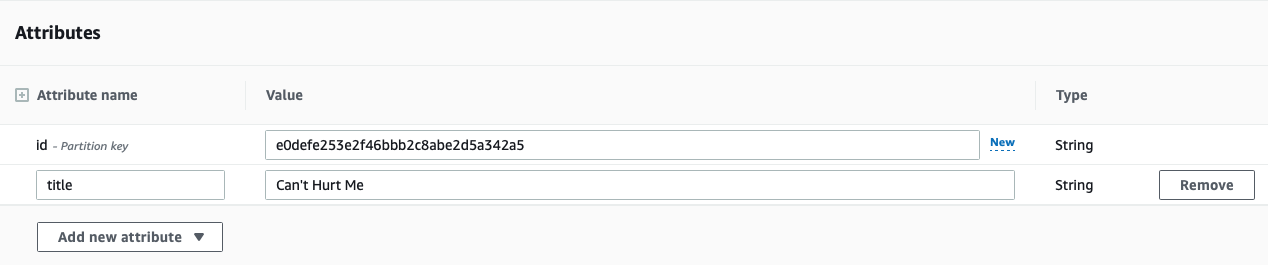 Attributes
Attribute name Value Type
id - Partition key e0defe253e2f46bbb2c8abe2d5a342a5 New String
title Can't Hurt Me String Remove
Add new attribute